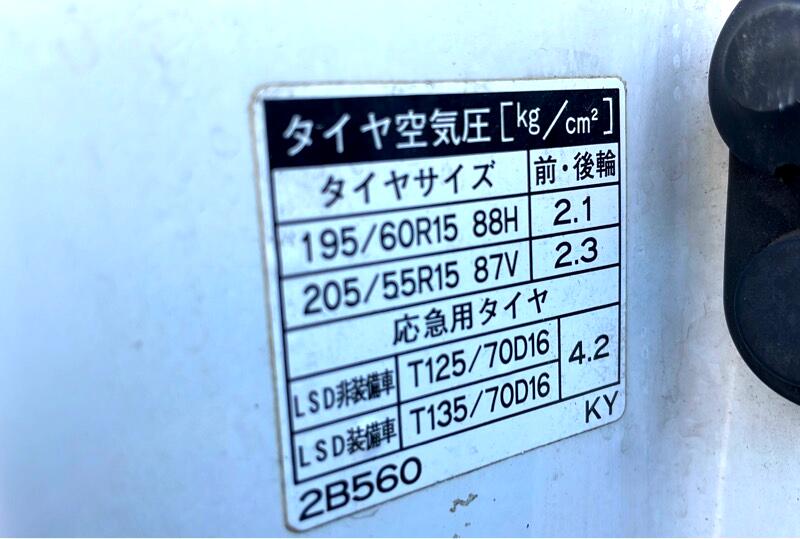 タイヤ空気圧[kg/cm²]
タイヤサイズ 前・後輪
195/60R15 88H 2.1
205/55R15 87V 2.3
応急用タイヤ
LSD非装備車 T125/70D16 4.2
LSD装備車 T135/70D16
KY
2B560